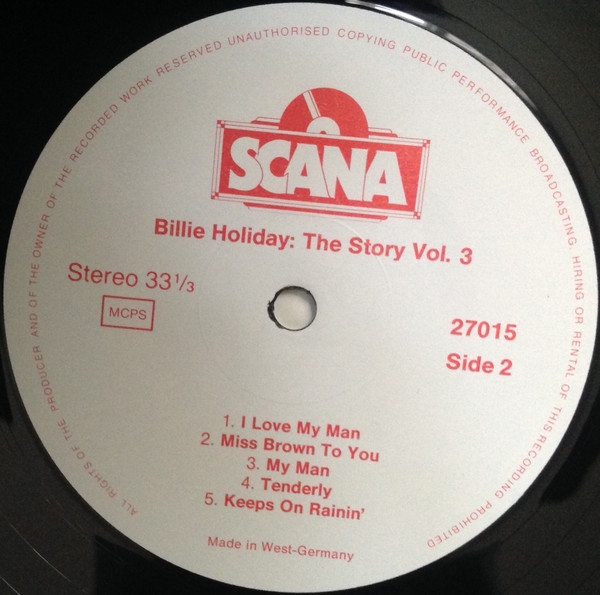 ALL RIGHTS OF THE PRODUCER AND OF THE OWNER OF THE RECORDED WORK RESERVED UNAUTHORISED COPYING PUBLIC PERFORMANCE BROADCASTING, HIRING OR RENTAL OF THIS RECORDING PROHIBITED
SCANA
Billie Holiday: The Story Vol. 3
Stereo 33⅓
MCPS
27015
Side 2
1. I Love My Man
2. Miss Brown To You
3. My Man
4. Tenderly
5. Keeps On Rainin'
Made in West-Germany